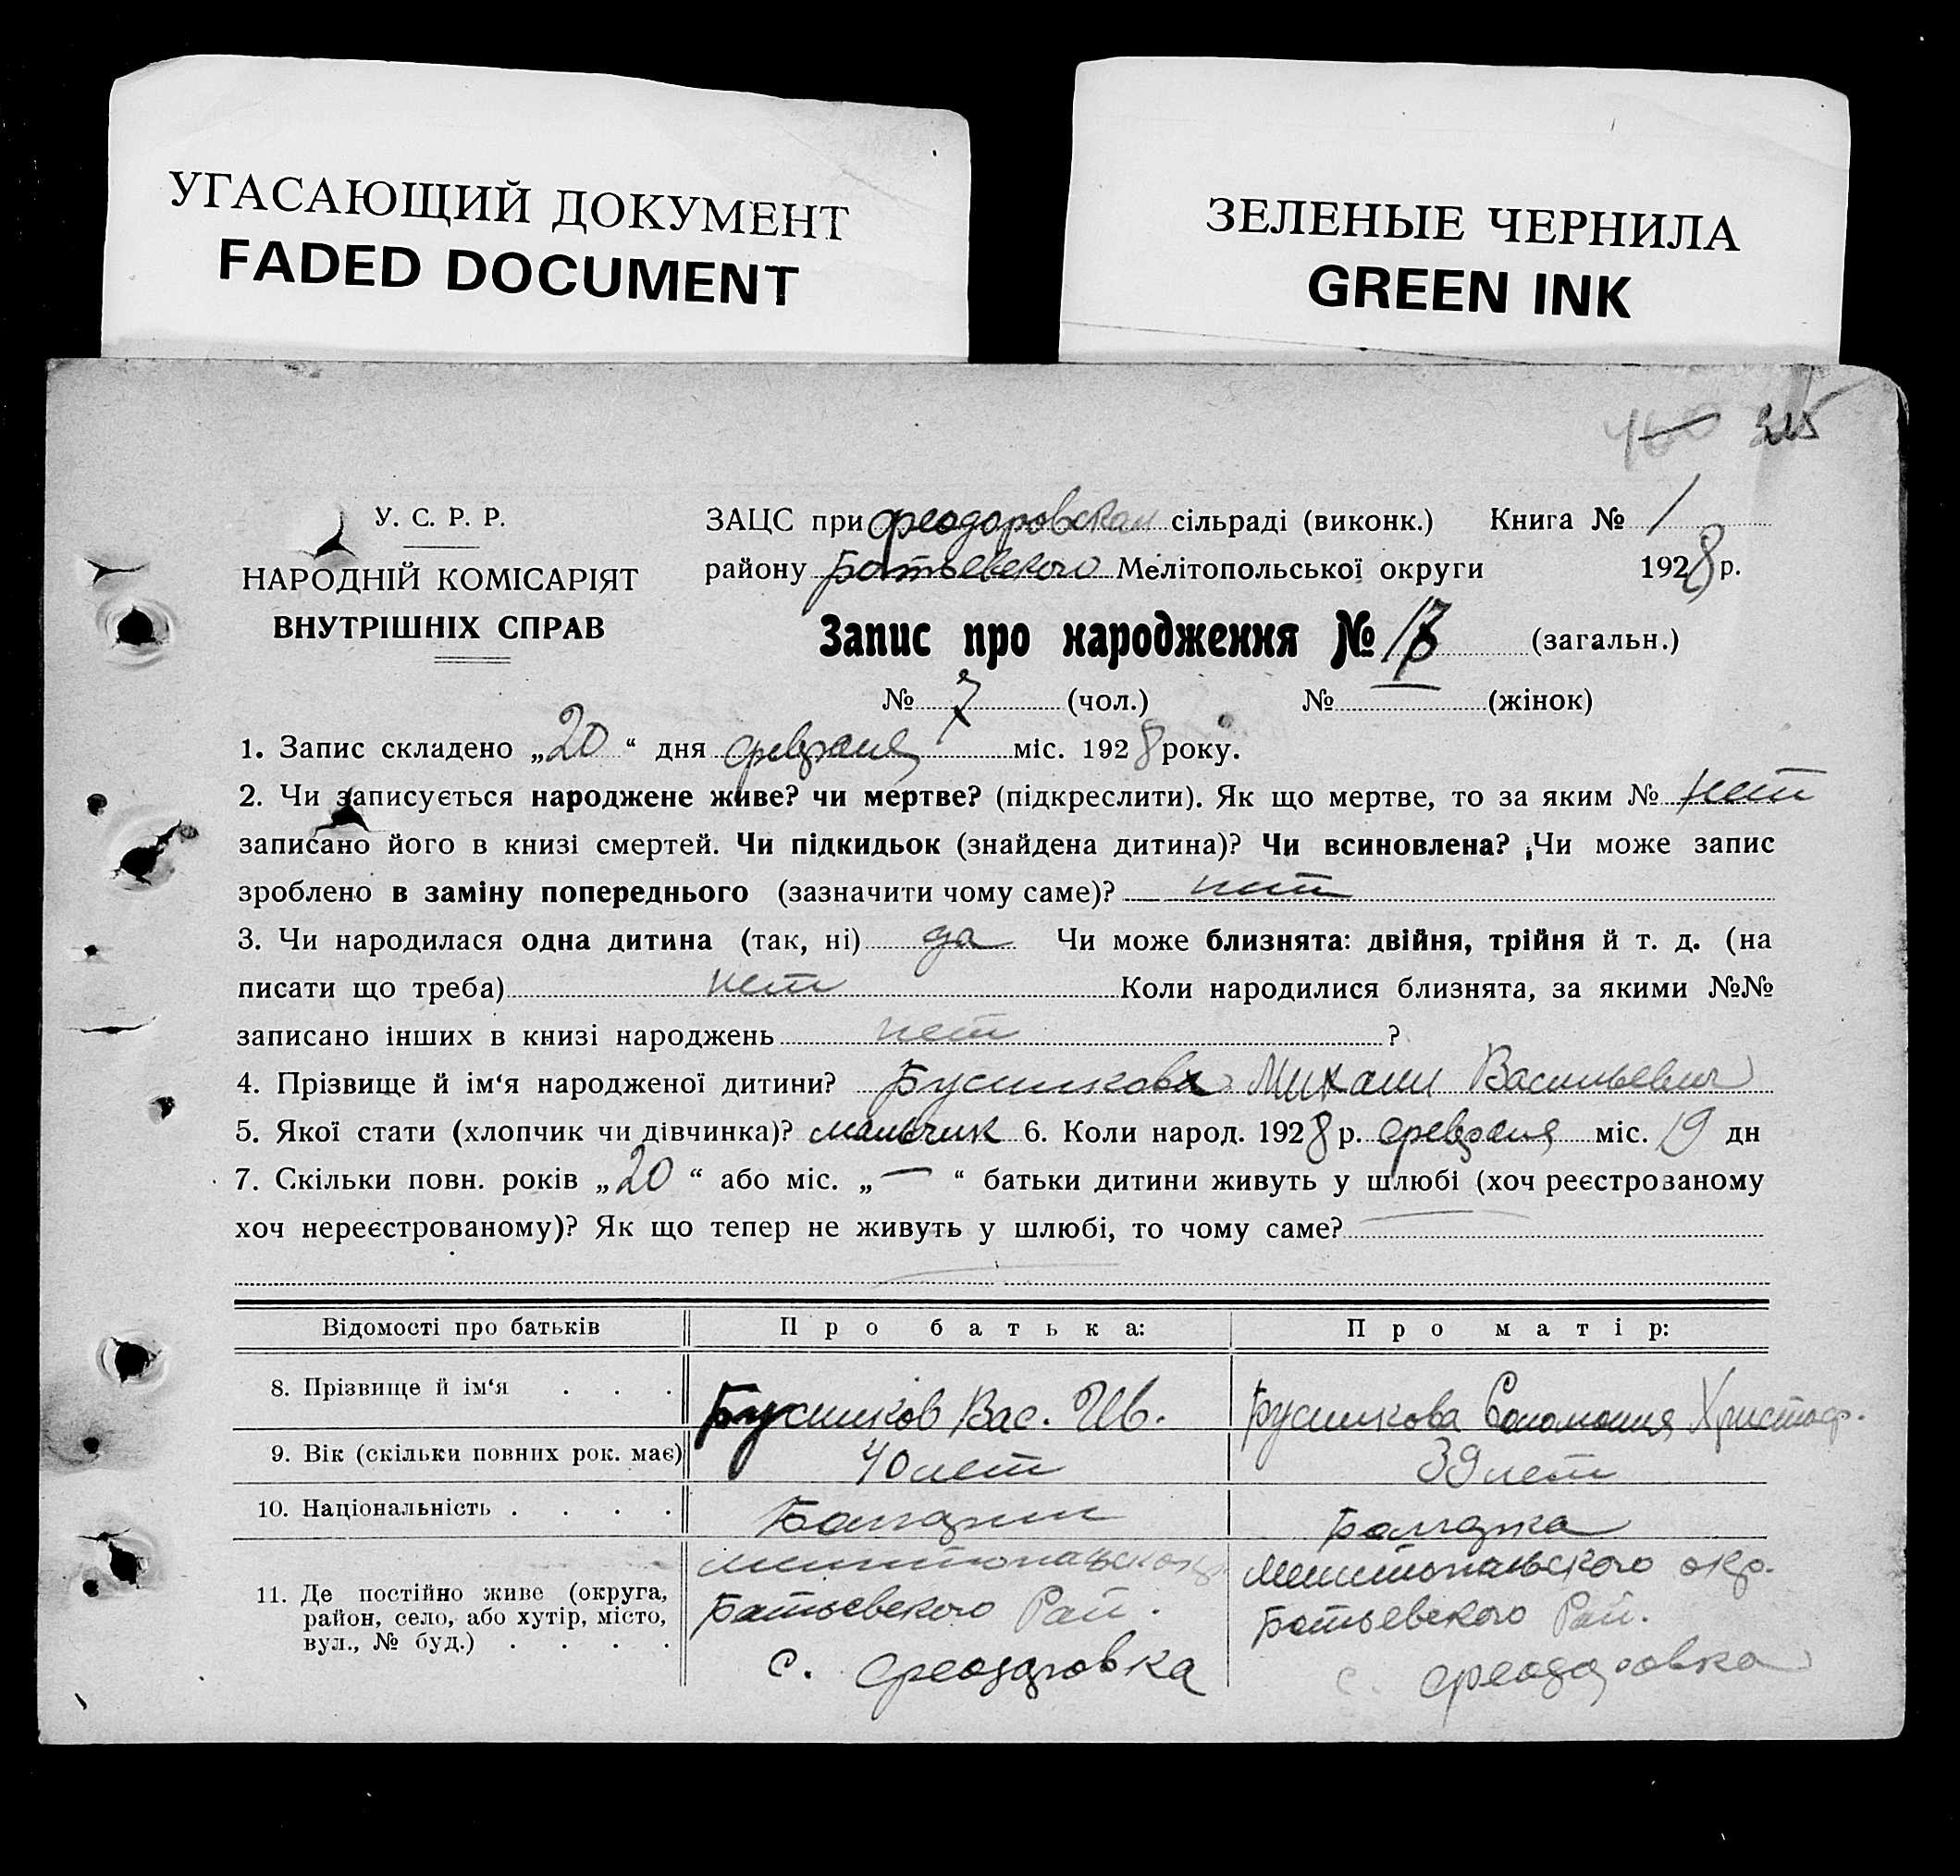 УГАСАЮЩИЙ ДОКУМЕНТ
FADED DOCUMENT
ЗЕЛЕНЫЕ ЧЕРНИЛА
GREEN INK
У. С. Р. Р.
НАРОДНІЙ КОМІСАРІЯТ
ВНУТРІШНІХ СПРАВ
ЗАЦС при феодоровском сільраді (виконк.) Книга № 1
району Ботьевского Мелітопольської округи 1928 р.
Запис про народження № (загальн.)
№ 7 (чол.) № — (жінок)
1. Запис складено „20“ дня февраля міс. 1928 року.
2. Чи записується народжене живе? чи мертве? (підкреслити). Як що мертве, то за яким № нет
записано його в книзі смертей. Чи підкидьок (знайдена дитина)? Чи всиновлена? Чи може запис
зроблено в заміну попереднього (зазначити чому саме)? нет
3. Чи народилася одна дитина (так, ні) да Чи може близнята: двійня, трійня й т. д. (на
писати що треба) нет Коли народилися близнята, за якими №№
записано інших в книзі народжень нет ?
4. Прізвище й ім‘я народженої дитини? Михаил Васильевич
5. Якої стати (хлопчик чи дівчинка)? мальчик 6. Коли народ. 1928 р. февраля міс. 19 дн
7. Скільки повн. років „20“ або міс. „—“ батьки дитини живуть у шлюбі (хоч реєстрованому
хоч нереєстрованому)? Як що тепер не живуть у шлюбі, то чому саме?
Відомості про батьків Про батька: Про матір:
8. Прізвище й ім‘я . . . Вас. Ив. Христоф.
9. Вік (скільки повних рок. має) 40 лет 39 лет
10. Національність . . . . Болгарин Болгарка
11. Де постійно живе (округа,
район, село, або хутір, місто,
вул., № буд.) . . . .
Мелитопольского
Ботьевского Рай.
с. Феодоровка
Мелитопольского окр.
Ботьевского Рай.
с. Феодоровка